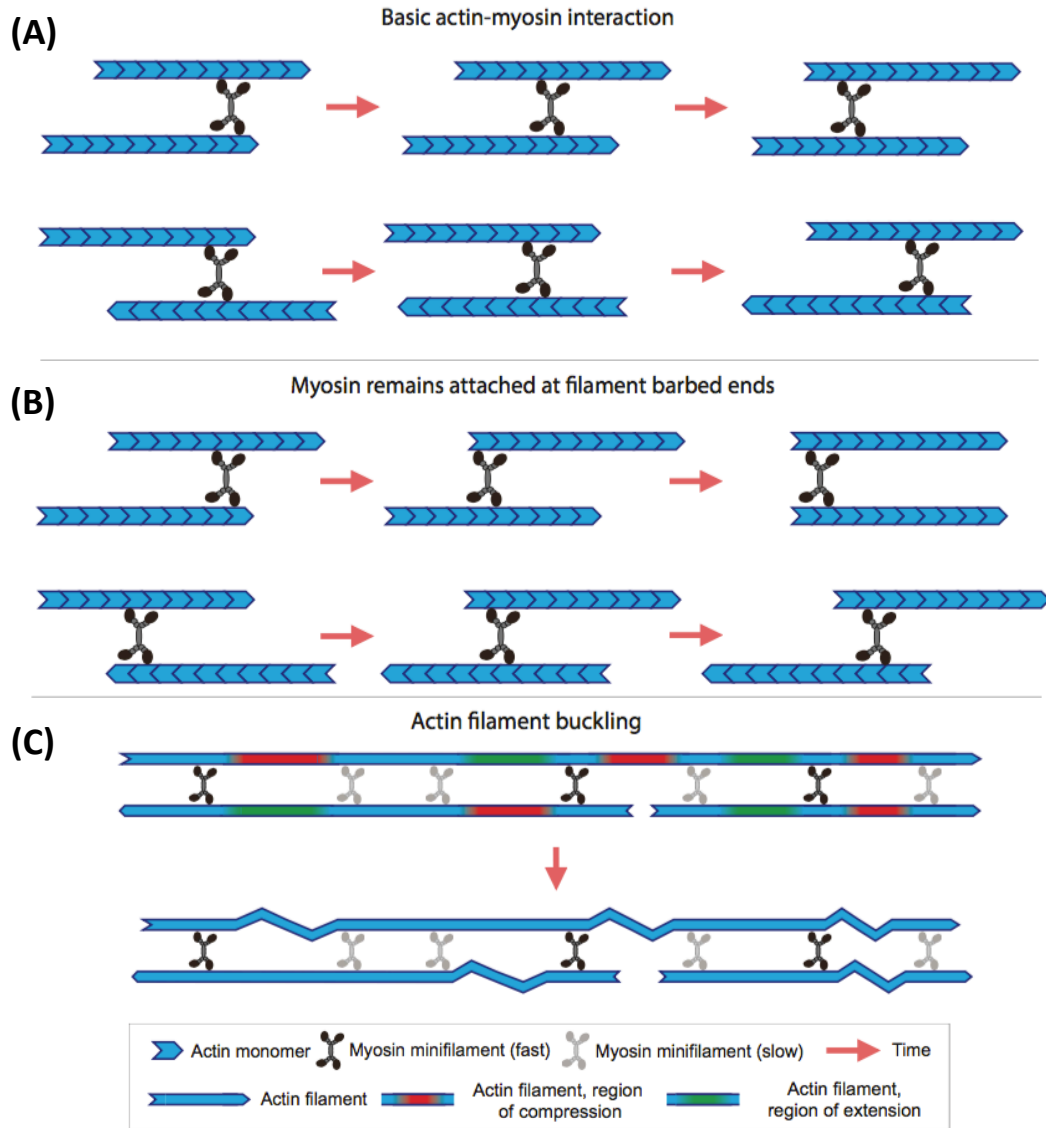 (A)
Basic actin-myosin interaction
(B)
Myosin remains attached at filament barbed ends
(C)
Actin filament buckling
Actin monomer
Myosin minifilament (fast)
Myosin minifilament (slow)
Time
Actin filament
Actin filament, region
of compression
Actin filament,
region of extension